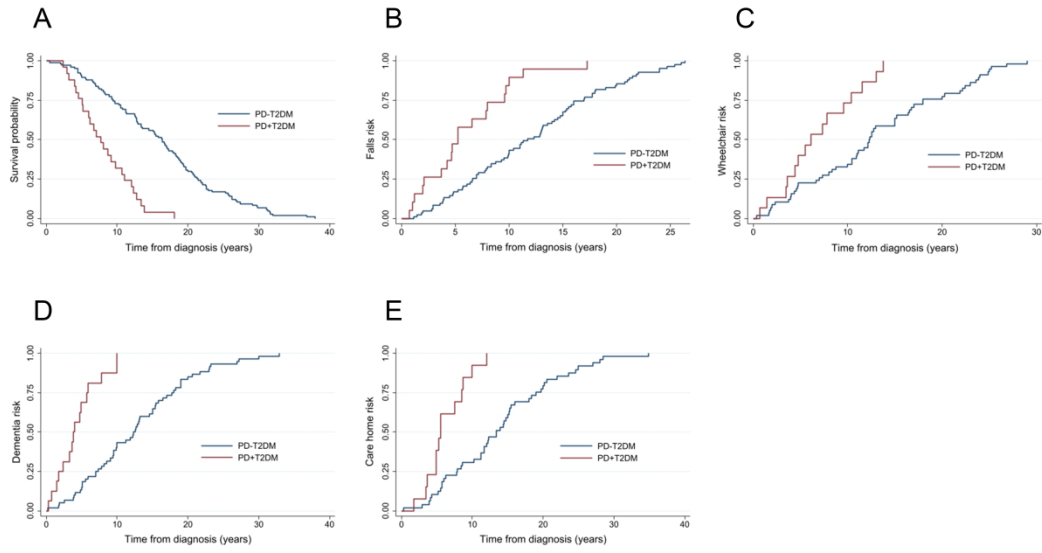 A
Survival probability
1.00
0.75
0.50
0.25
0.00
PD-T2DM
PD+T2DM
0 10 20 30 40
Time from diagnosis (years)
B
Falls risk
1.00
0.75
0.50
0.25
0.00
PD-T2DM
PD+T2DM
0 5 10 15 20 25
Time from diagnosis (years)
C
Wheelchair risk
1.00
0.75
0.50
0.25
0.00
PD-T2DM
PD+T2DM
0 10 20 30
Time from diagnosis (years)
D
Dementia risk
1.00
0.75
0.50
0.25
0.00
PD-T2DM
PD+T2DM
0 10 20 30 40
Time from diagnosis (years)
E
Care home risk
1.00
0.75
0.50
0.25
0.00
PD-T2DM
PD+T2DM
0 10 20 30 40
Time from diagnosis (years)